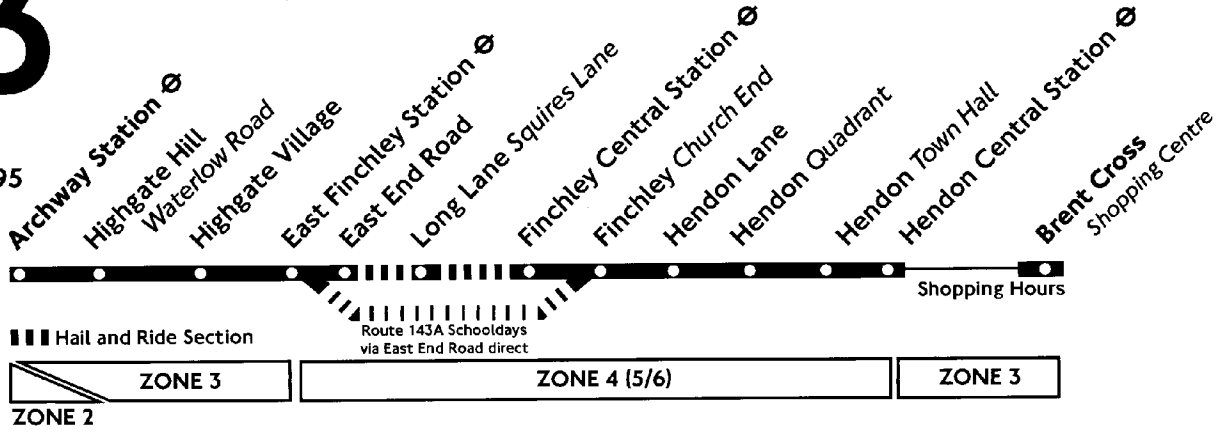 3
95
Archway Station
Highgate Hill
Waterlow Road
Highgate Village
East Finchley Station
East End Road
Long Lane Squires Lane
Finchley Central Station
Finchley Church End
Hendon Lane
Hendon Quadrant
Hendon Town Hall
Hendon Central Station
Brent Cross
Shopping Centre
Shopping Hours
Hail and Ride Section
Route 143A Schooldays
via East End Road direct
ZONE 3
ZONE 4 (5/6)
ZONE 3
ZONE 2